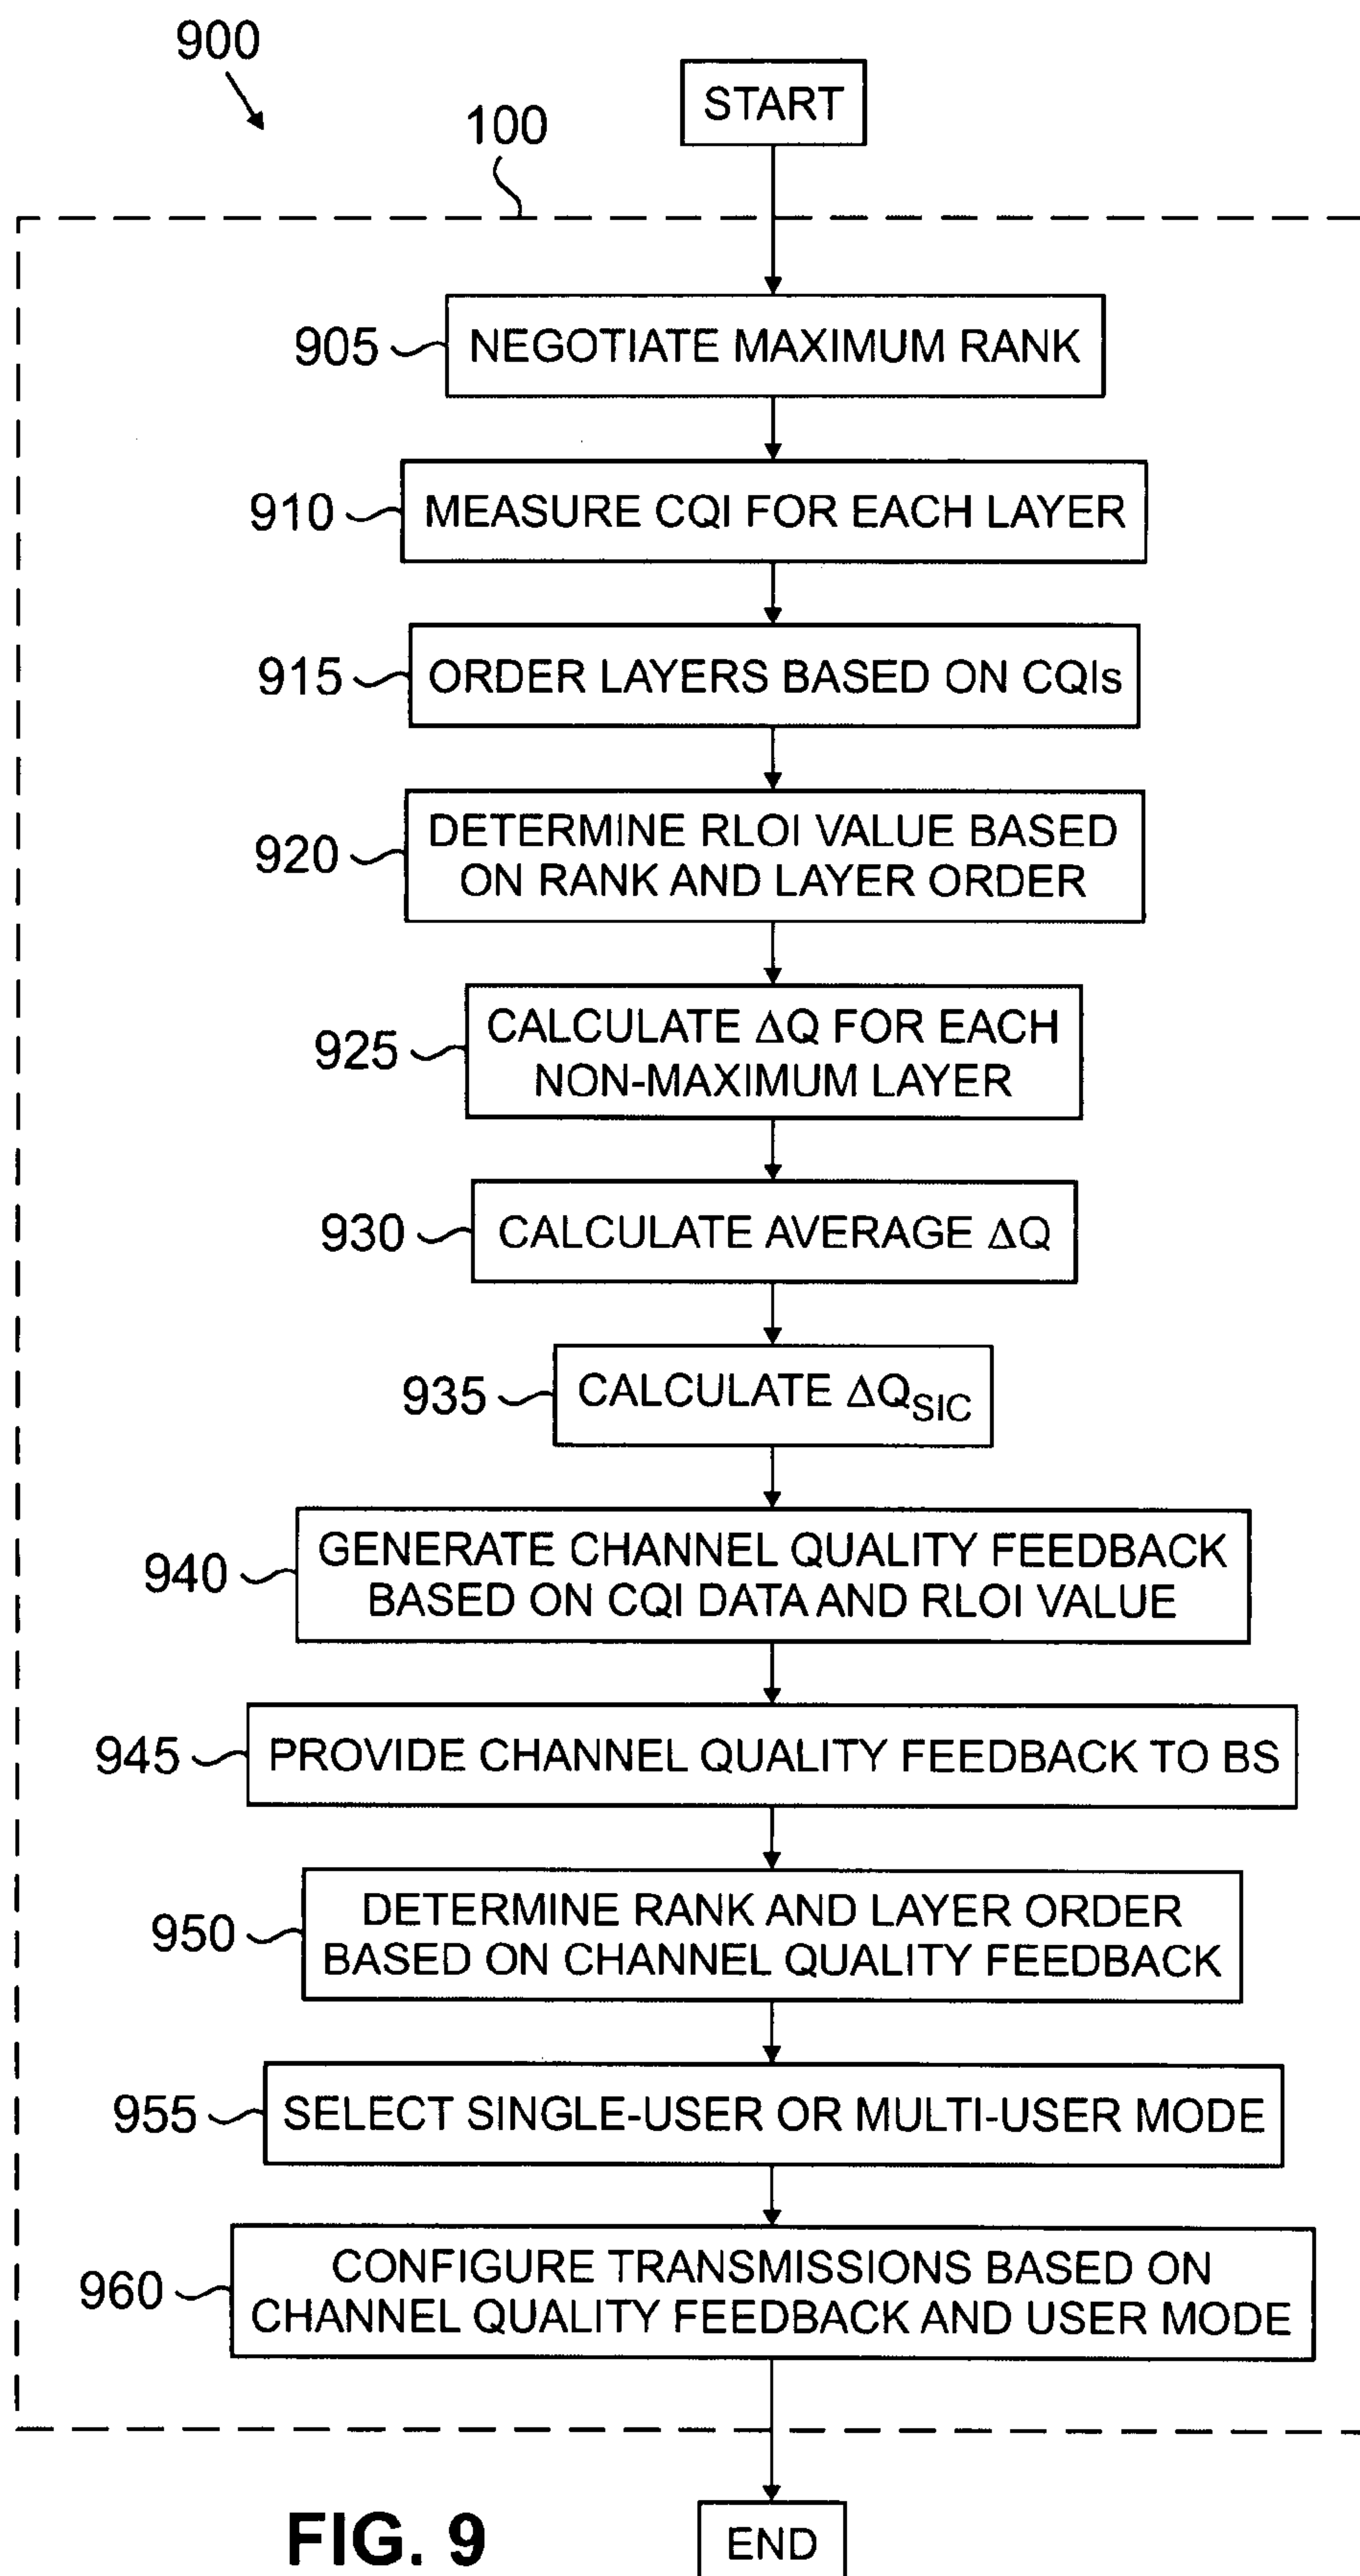 900
START
100
905
NEGOTIATE MAXIMUM RANK
910
MEASURE CQI FOR EACH LAYER
915
ORDER LAYERS BASED ON CQIs
920
DETERMINE RLOI VALUE BASED
ON RANK AND LAYER ORDER
925
CALCULATE ΔQ FOR EACH
NON-MAXIMUM LAYER
930
CALCULATE AVERAGE ΔQ
935
CALCULATE ΔQSIC
940
GENERATE CHANNEL QUALITY FEEDBACK
BASED ON CQI DATA AND RLOI VALUE
945
PROVIDE CHANNEL QUALITY FEEDBACK TO BS
950
DETERMINE RANK AND LAYER ORDER
BASED ON CHANNEL QUALITY FEEDBACK
955
SELECT SINGLE-USER OR MULTI-USER MODE
960
CONFIGURE TRANSMISSIONS BASED ON
CHANNEL QUALITY FEEDBACK AND USER MODE
FIG. 9
END